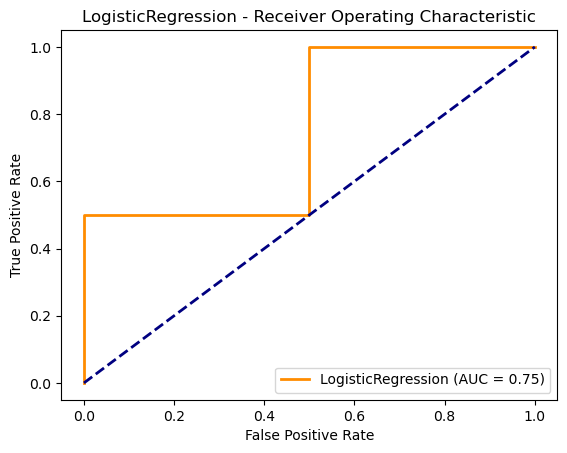 LogisticRegression - Receiver Operating Characteristic
True Positive Rate
1.0
0.8
0.6
0.4
0.2
0.0
LogisticRegression (AUC = 0.75)
0.0 0.2 0.4 0.6 0.8 1.0
False Positive Rate